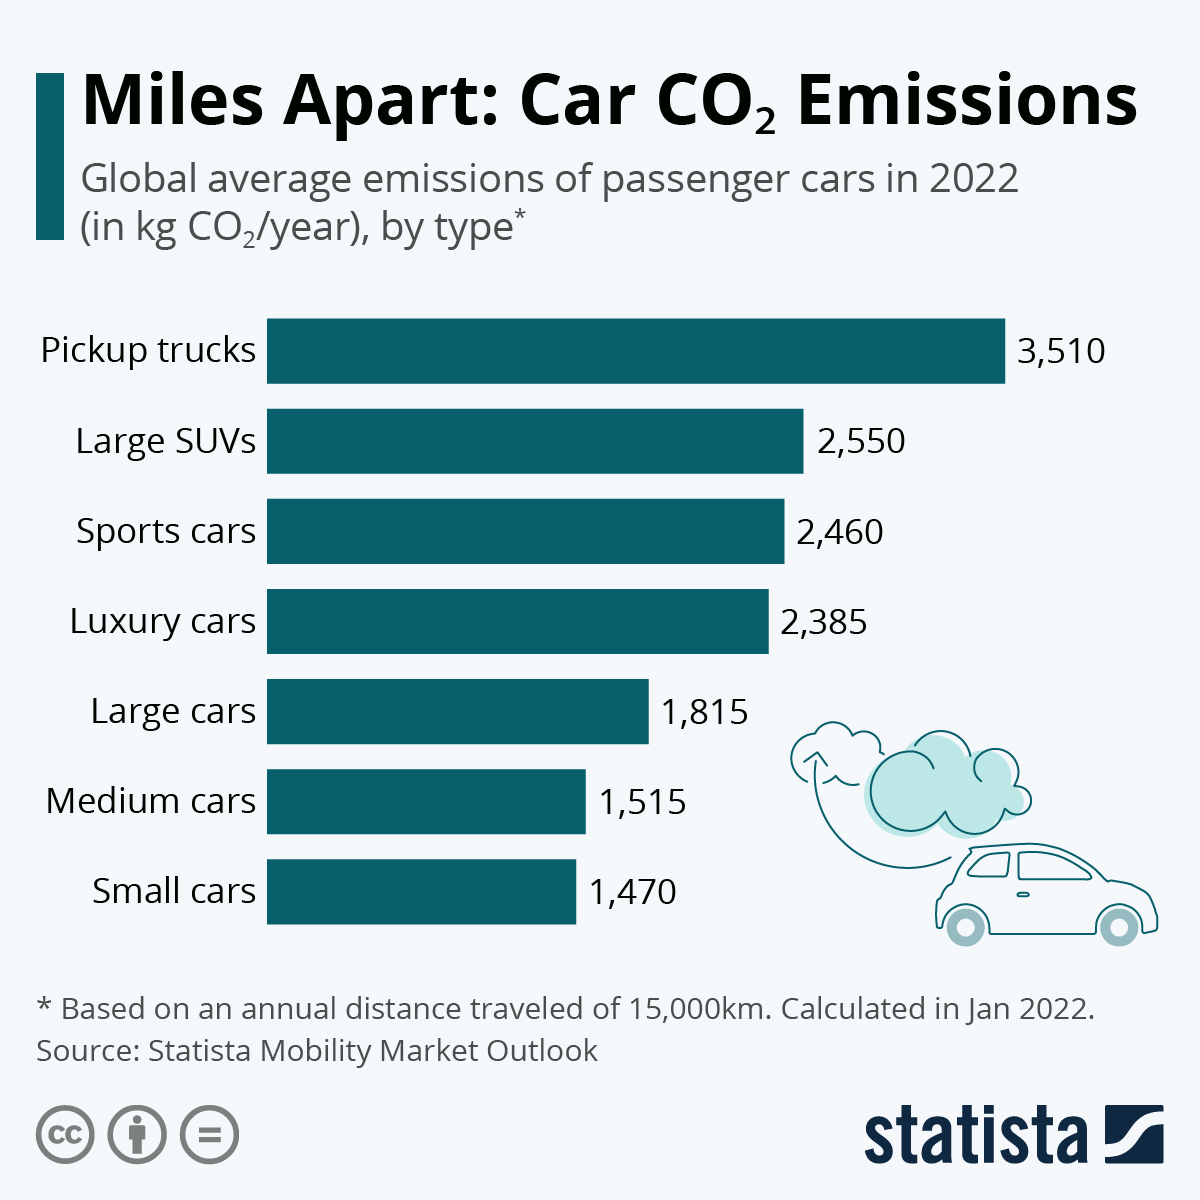 Miles Apart: Car CO₂ Emissions
Global average emissions of passenger cars in 2022
(in kg CO₂/year), by type*
Pickup trucks 3,510
Large SUVs 2,550
Sports cars 2,460
Luxury cars 2,385
Large cars 1,815
Medium cars 1,515
Small cars 1,470
* Based on an annual distance traveled of 15,000km. Calculated in Jan 2022.
Source: Statista Mobility Market Outlook
cc =
statista